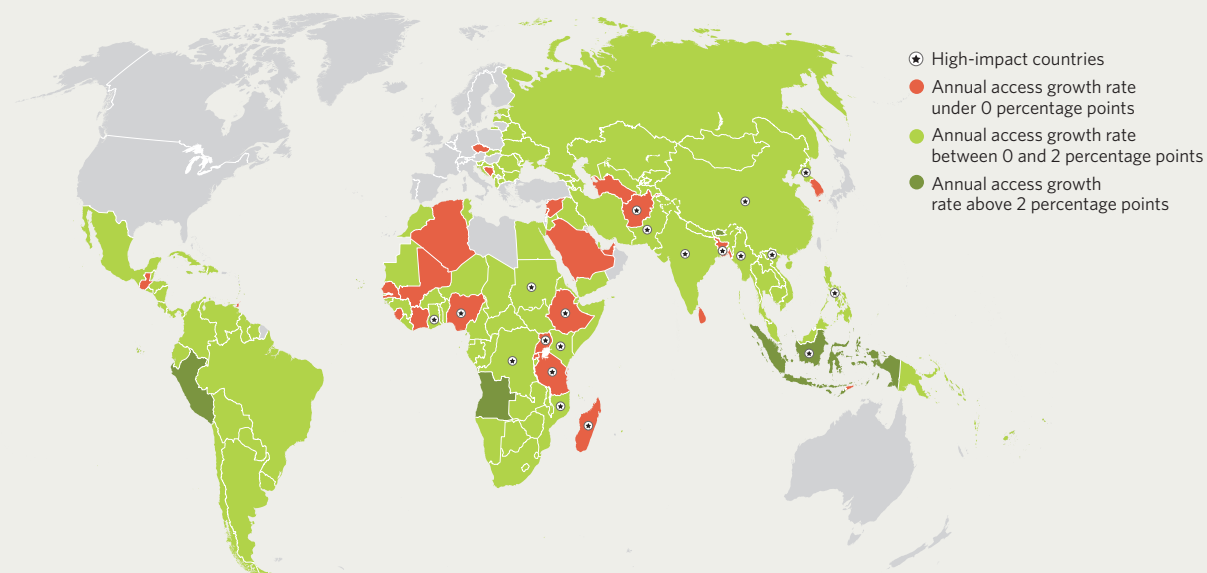 High-impact countries
Annual access growth rate
under 0 percentage points
Annual access growth rate
between 0 and 2 percentage points
Annual access growth
rate above 2 percentage points